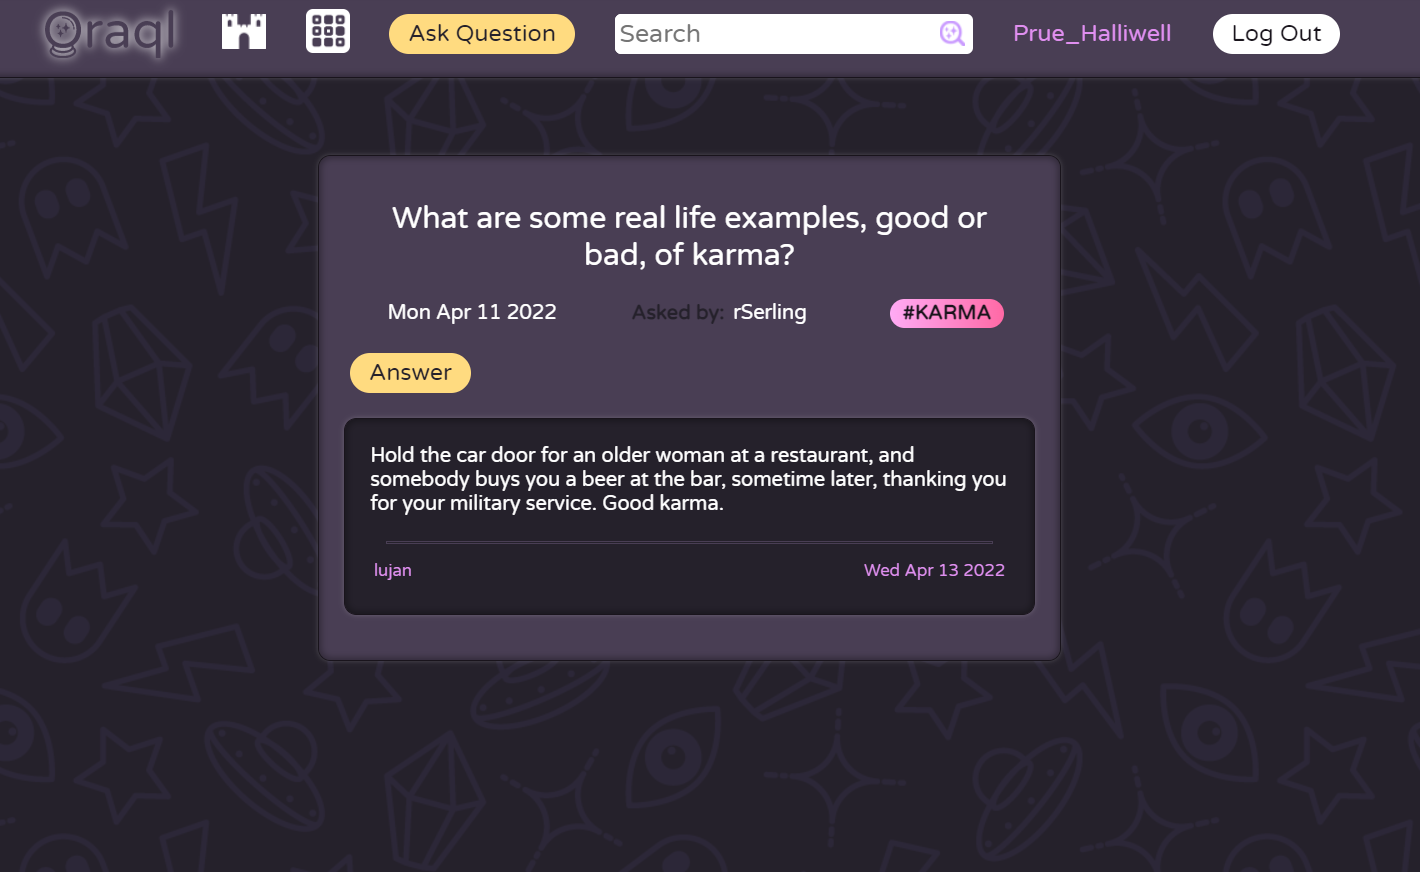 Oraql
Ask Question
Search
Prue_Halliwell
Log Out
What are some real life examples, good or
bad, of karma?
Mon Apr 11 2022
Asked by: rSerling
#KARMA
Answer
Hold the car door for an older woman at a restaurant, and
somebody buys you a beer at the bar, sometime later, thanking you
for your military service. Good karma.
lujan
Wed Apr 13 2022